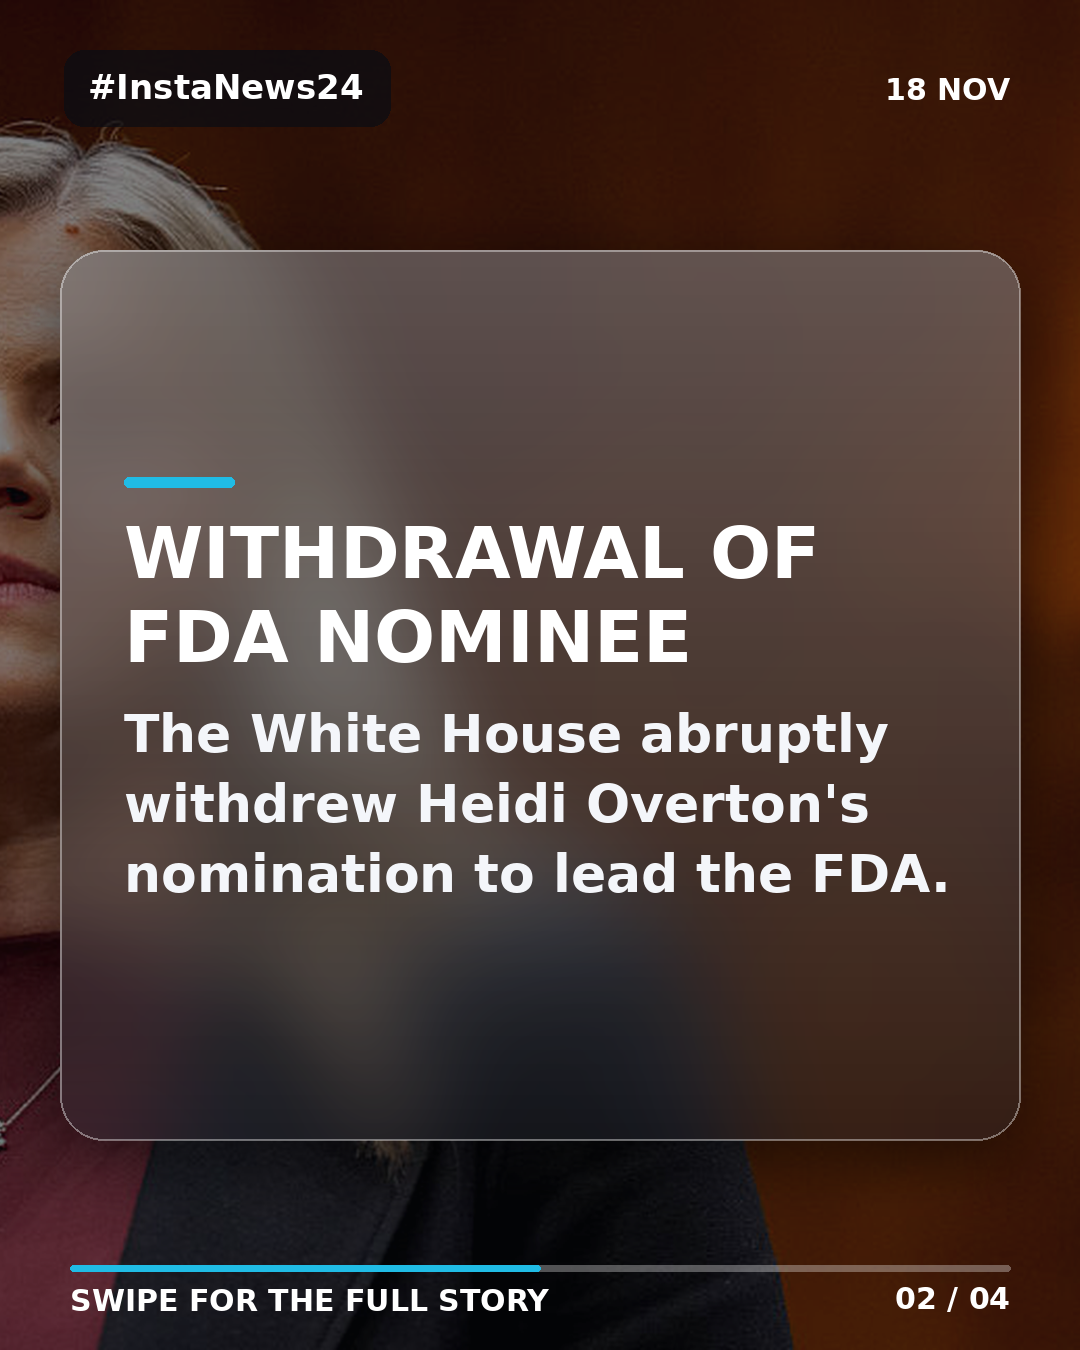 #InstaNews24
18 NOV
WITHDRAWAL OF
FDA NOMINEE
The White House abruptly
withdrew Heidi Overton's
nomination to lead the FDA.
SWIPE FOR THE FULL STORY
02 / 04